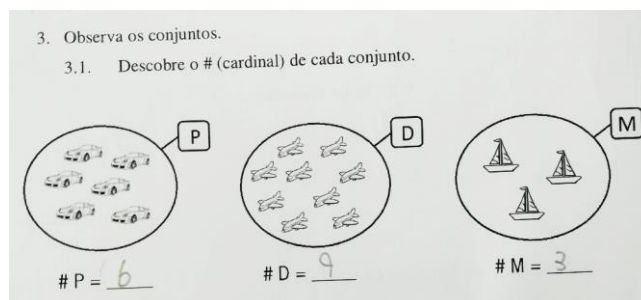 3. Observa os conjuntos.
3.1. Descobre o # (cardinal) de cada conjunto.
P
D
M
# P = 6
# D = 9
# M = 3